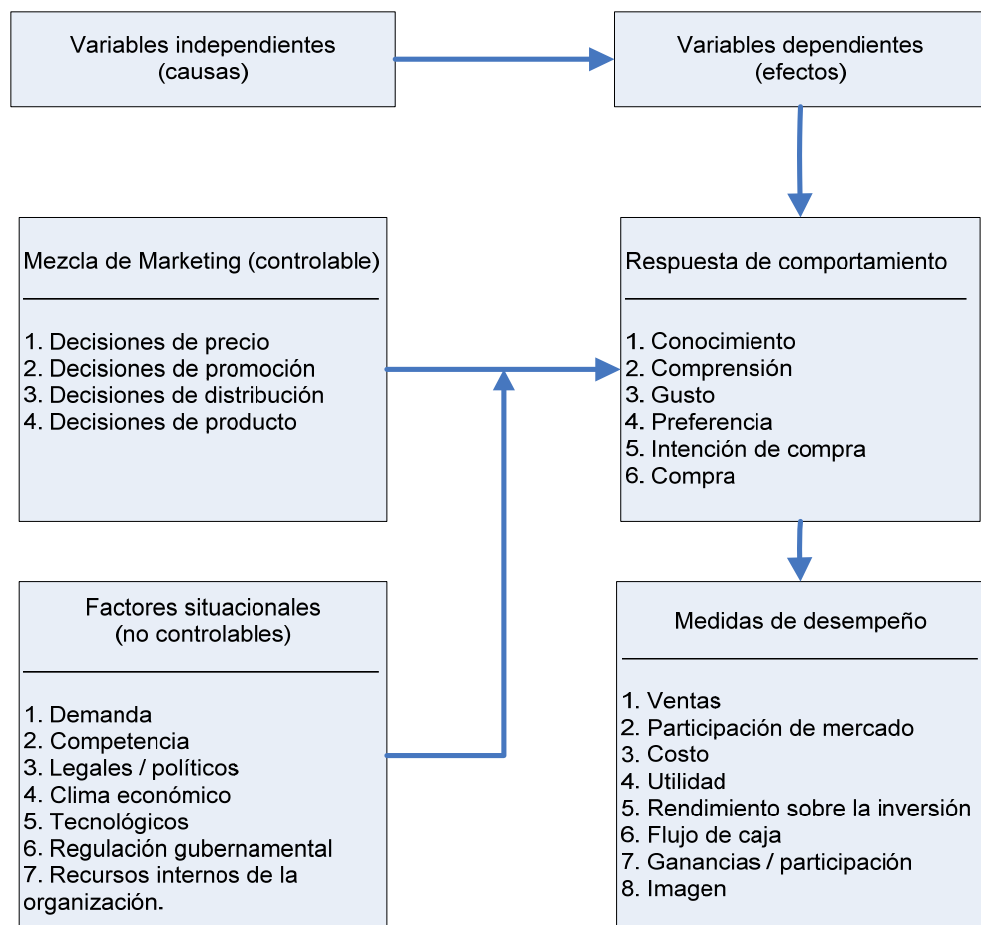 Variables independientes
(causas)
Variables dependientes
(efectos)
Mezcla de Marketing (controlable)
1. Decisiones de precio
2. Decisiones de promoción
3. Decisiones de distribución
4. Decisiones de producto
Respuesta de comportamiento
1. Conocimiento
2. Comprensión
3. Gusto
4. Preferencia
5. Intención de compra
6. Compra
Factores situacionales
(no controlables)
1. Demanda
2. Competencia
3. Legales / políticos
4. Clima económico
5. Tecnológicos
6. Regulación gubernamental
7. Recursos internos de la
organización.
Medidas de desempeño
1. Ventas
2. Participación de mercado
3. Costo
4. Utilidad
5. Rendimiento sobre la inversión
6. Flujo de caja
7. Ganancias / participación
8. Imagen